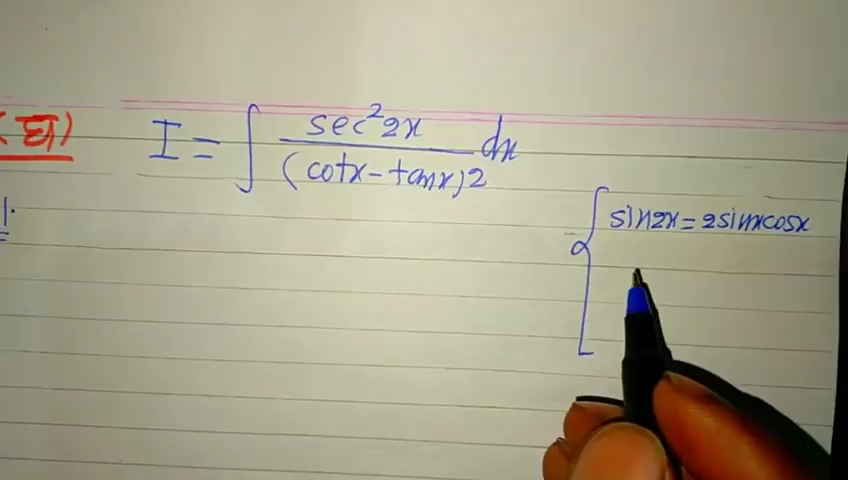 (घ) I = ∫ sec²2x / (cotx - tanx)2 dx
sin2x = 2sinxcosx